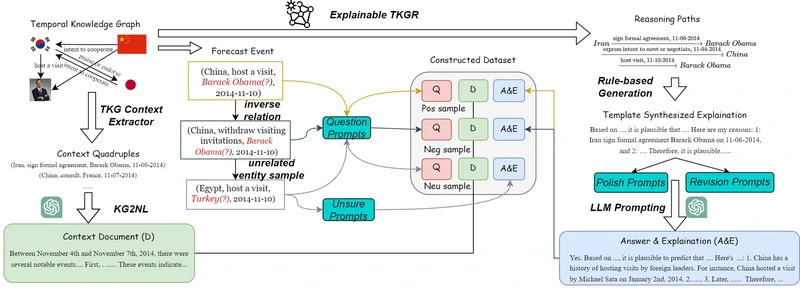 Explainable TKGR
Temporal Knowledge Graph
intent to cooperate
praise or endorse
intent to cooperate
host a visit
TKG Context
Extractor
Context Quadruples
(Iran, sign formal agreement, Barack Obama, 11-06-2014)
(China, consult, France, 11-07-2014)
......
KG2NL
Context Document (D)
Between November 4th and November 7th, 2014, there were
several notable events.... First, . ...... These events indicate...
Forecast Event
(China, host a visit,
Barack Obama(?),
2014-11-10)
inverse
relation
(China, withdraw visiting
invitations, Barack
Obama(?), 2014-11-10)
unrelated
entity sample
(Egypt, host a visit,
Turkey(?), 2014-11-10)
Question
Prompts
Unsure
Prompts
Constructed Dataset
Q D A&E
Pos sample
Q D A&E
Neg sample
Q D A&E
Neu sample
Reasoning Paths
sign formal agreement, 11-06-2014
Iran Barack Obama
express intent to meet or negotiate, 11-04-2014
China
host visit, 11-10-2014
Barack Obama
Rule-based
Generation
Template Synthesized Explaination
Based on ..., it is plausible that .... Here are my reasons: 1:
Iran sign formal agreement Barack Obama on 11-06-2014,
and 2: .... Therefore, it is plausible......
Polish Prompts
Revision Prompts
LLM Prompting
Answer & Explaination (A&E)
Yes. Based on ..., it is plausible to predict that .... Here's ...: 1. China has a
history of hosting visits by foreign leaders. For instance, China hosted a visit
by Michael Sata on January 2nd, 2014. 2...... 3. Later, ...... Therefore, ...